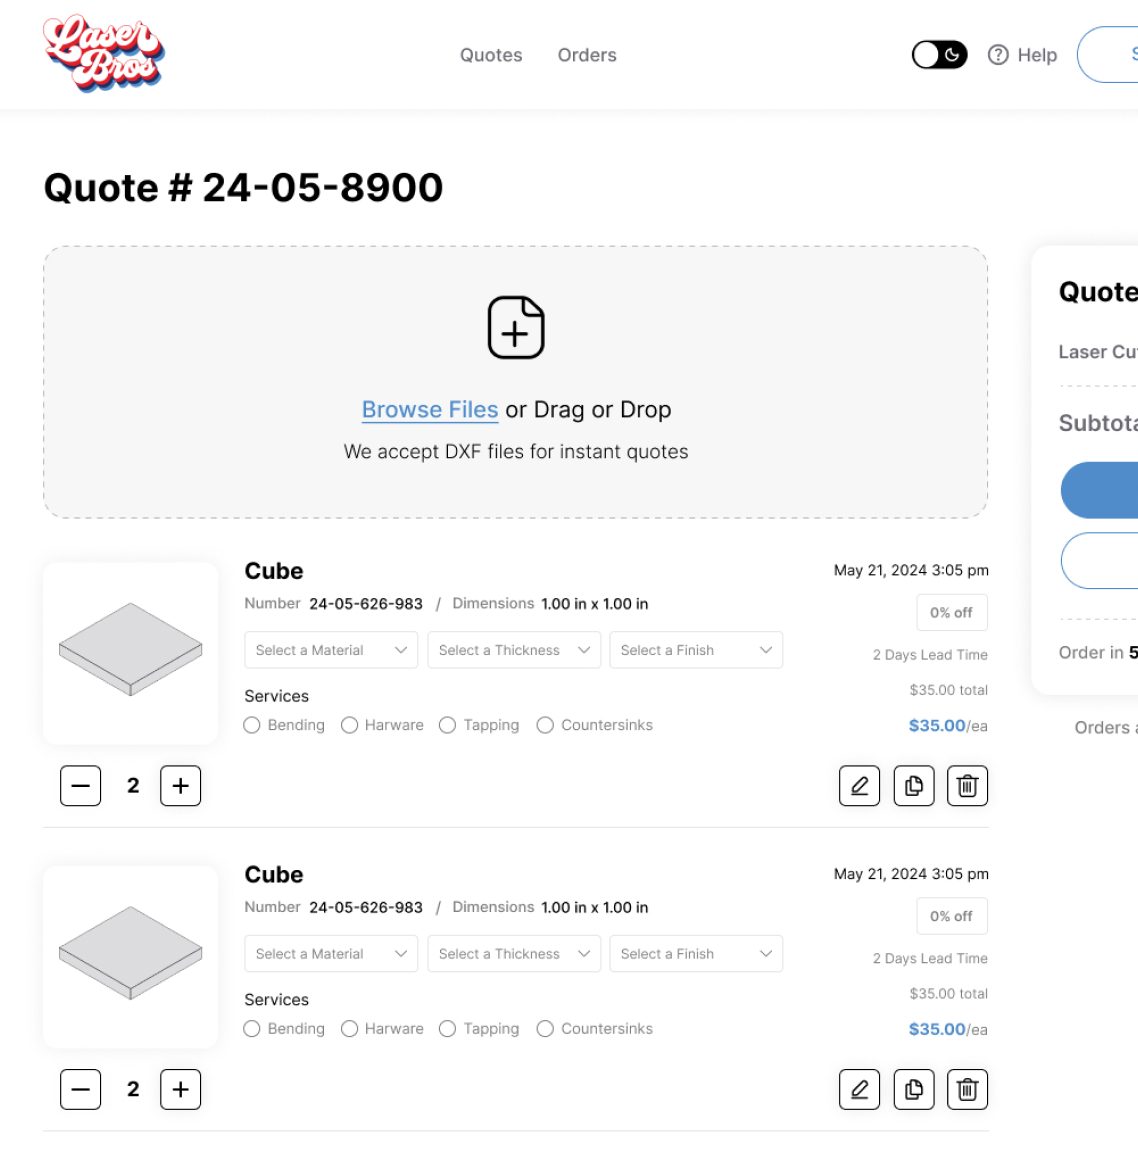 Laser
Bros
Quotes Orders
Help
Quote # 24-05-8900
Browse Files or Drag or Drop
We accept DXF files for instant quotes
Quote
Laser
Order in 5
Orders
Cube
May 21, 2024 3:05 pm
Number 24-05-626-983 / Dimensions 1.00 in x 1.00 in
0% off
Select a Material Select a Thickness Select a Finish
2 Days Lead Time
Services
$35.00 total
Bending Harware Tapping Countersinks
$35.00/ea
2
Cube
May 21, 2024 3:05 pm
Number 24-05-626-983 / Dimensions 1.00 in x 1.00 in
0% off
Select a Material Select a Thickness Select a Finish
2 Days Lead Time
Services
$35.00 total
Bending Harware Tapping Countersinks
$35.00/ea
2